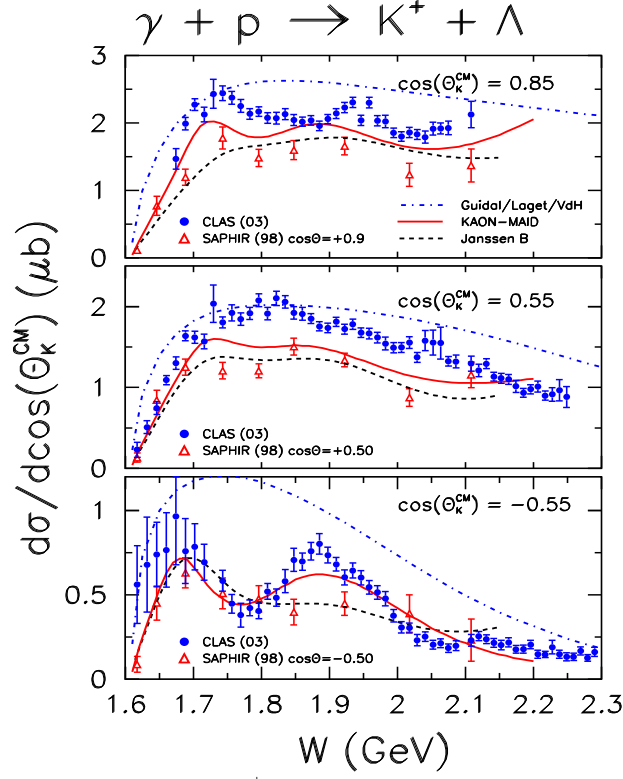 γ + p → K⁺ + Λ
dσ/dcos(Θ_K^CM) (μb)
3
2
1
0
cos(Θ_K^CM) = 0.85
Guidal/Laget/VdH
KAON−MAID
Janssen B
CLAS (03)
SAPHIR (98) cosΘ=+0.9
2
1
0
cos(Θ_K^CM) = 0.55
CLAS (03)
SAPHIR (98) cosΘ=+0.50
1
0.5
0
cos(Θ_K^CM) = −0.55
CLAS (03)
SAPHIR (98) cosΘ=−0.50
1.6 1.7 1.8 1.9 2 2.1 2.2 2.3
W (GeV)